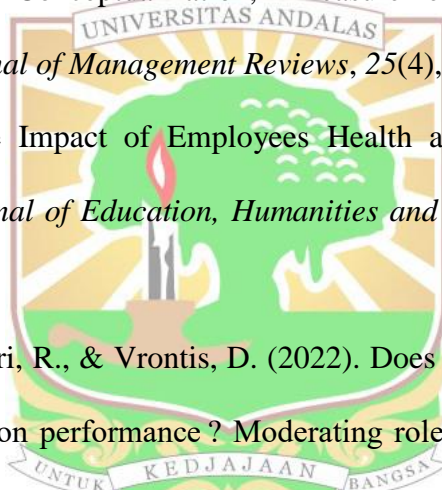 UNIVERSITAS ANDALAS
nal of Management Reviews, 25(4),
Impact of Employees Health a
nal of Education, Humanities and
ri, R., & Vrontis, D. (2022). Does
on performance ? Moderating role
UNTUK KEDJAJAAN BANGSA